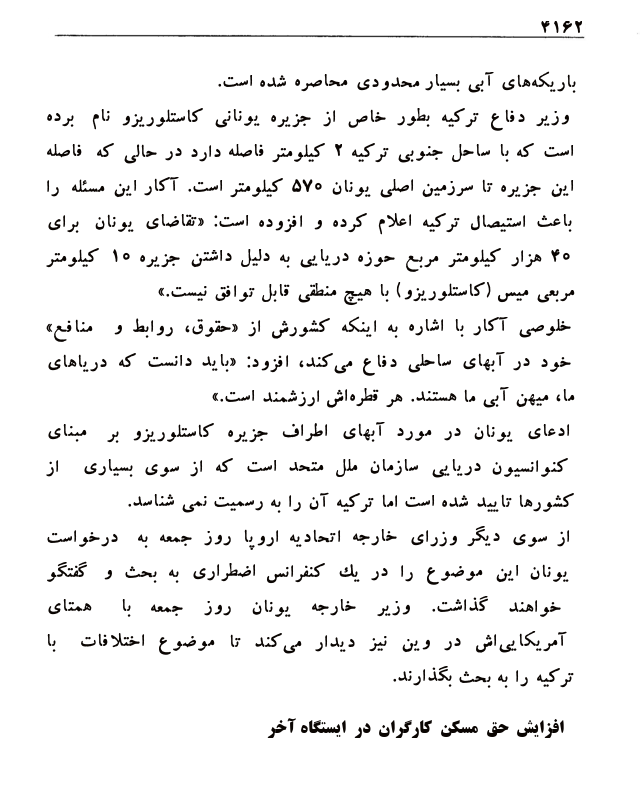 ۴۱۶۲
باریکه‌های آبی بسیار محدودی محاصره شده است.
وزیر دفاع ترکیه بطور خاص از جزیره یونانی کاستلوریزو نام برده
است که با ساحل جنوبی ترکیه ۲ کیلومتر فاصله دارد در حالی که فاصله
این جزیره تا سرزمین اصلی یونان ۵۷۰ کیلومتر است. آکار این مسئله را
باعث استیصال ترکیه اعلام کرده و افزوده است: «تقاضای یونان برای
۴۰ هزار کیلومتر مربع حوزه دریایی به دلیل داشتن جزیره ۱۰ کیلومتر
مربعی میس (کاستلوریزو) با هیچ منطقی قابل توافق نیست.»
خلوصی آکار با اشاره به اینکه کشورش از «حقوق، روابط و منافع»
خود در آبهای ساحلی دفاع می‌کند، افزود: «باید دانست که دریاهای
ما، میهن آبی ما هستند. هر قطره‌اش ارزشمند است.»
ادعای یونان در مورد آبهای اطراف جزیره کاستلوریزو بر مبنای
کنوانسیون دریایی سازمان ملل متحد است که از سوی بسیاری از
کشورها تایید شده است اما ترکیه آن را به رسمیت نمی شناسد.
از سوی دیگر وزرای خارجه اتحادیه اروپا روز جمعه به درخواست
یونان این موضوع را در یك کنفرانس اضطراری به بحث و گفتگو
خواهند گذاشت. وزیر خارجه یونان روز جمعه با همتای
آمریکایی‌اش در وین نیز دیدار می‌کند تا موضوع اختلافات با
ترکیه را به بحث بگذارند.
افزایش حق مسکن کارگران در ایستگاه آخر